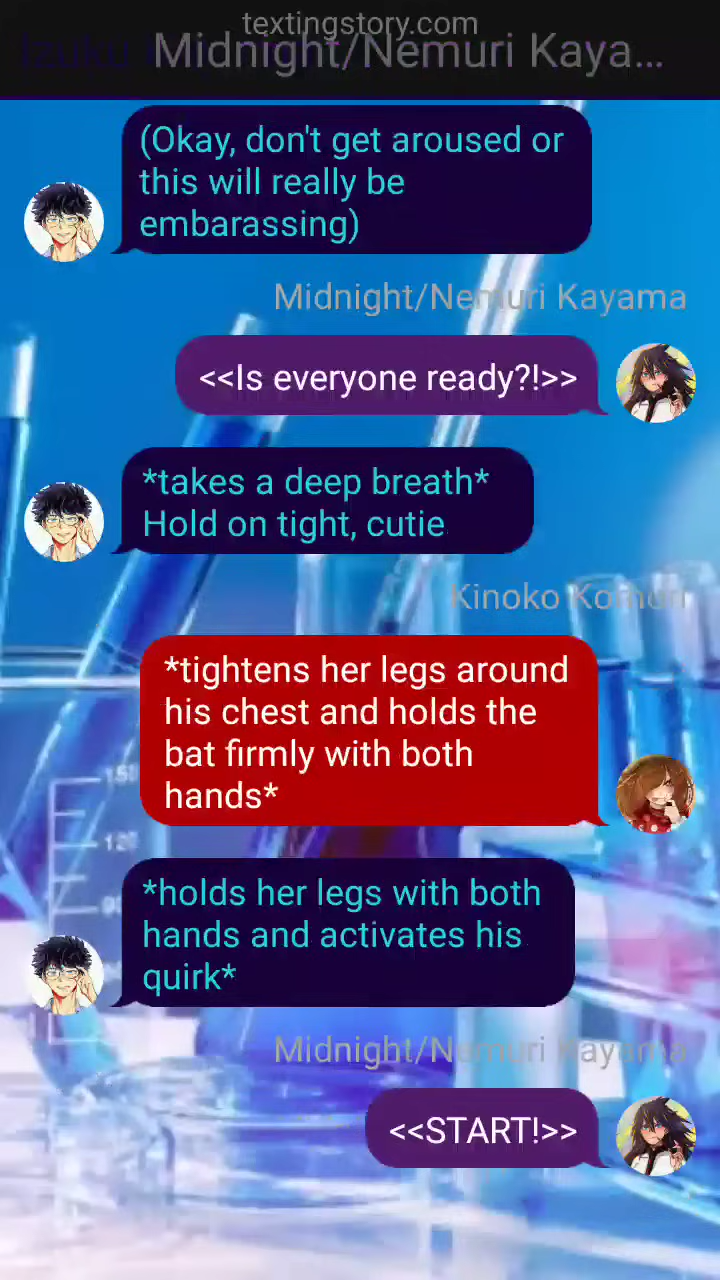 textingstory.com
Izuku Midnight/Nemuri Kaya...
(Okay, don't get aroused or
this will really be
embarassing)
Midnight/Nemuri Kayama
<<Is everyone ready?!>>
*takes a deep breath*
Hold on tight, cutie
Kinoko Komori
*tightens her legs around
his chest and holds the
bat firmly with both
hands*
150
120
*holds her legs with both
hands and activates his
quirk*
Midnight/Nemuri Kayama
<<START!>>